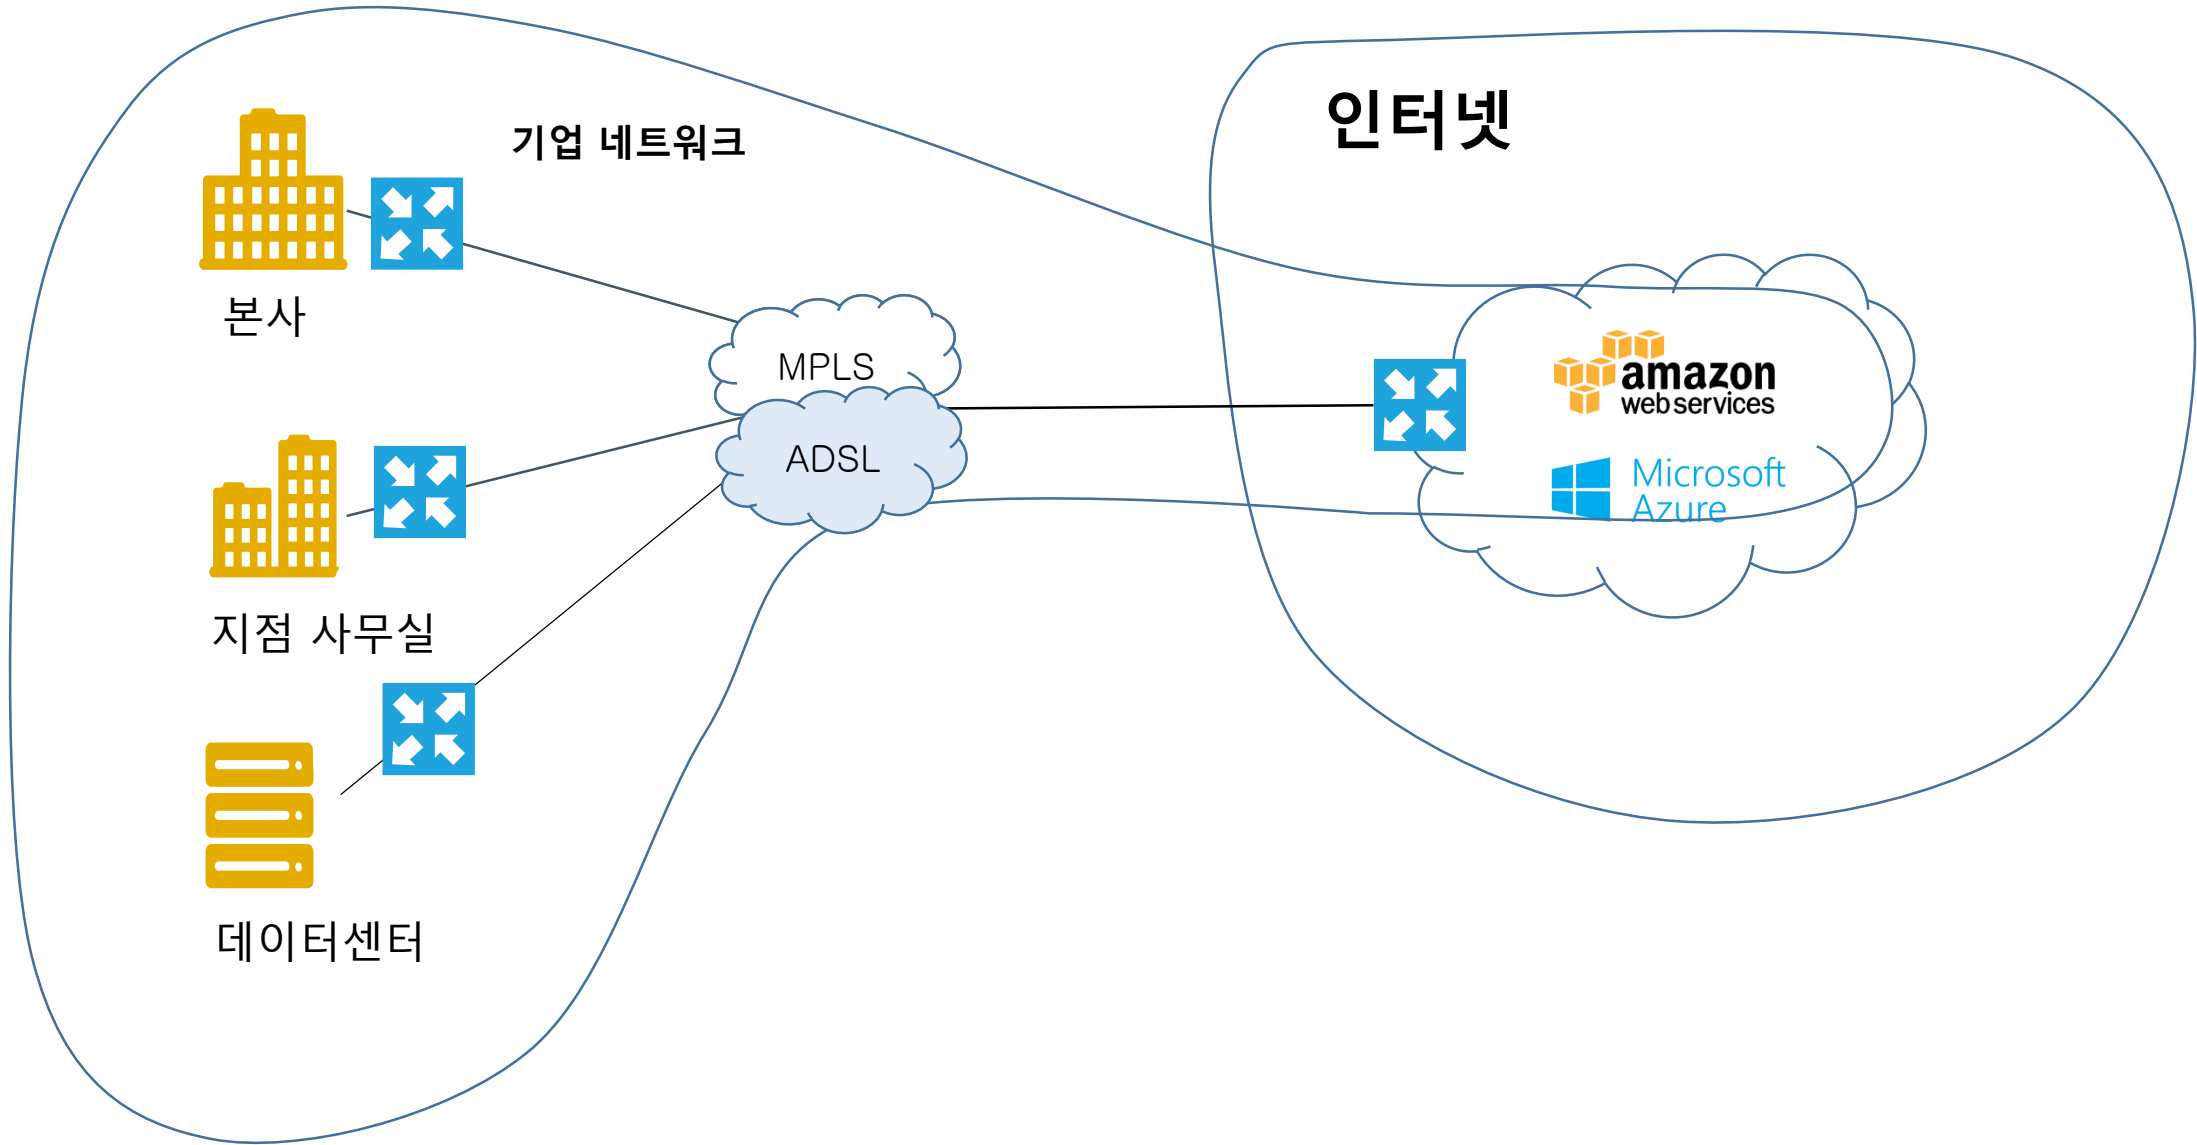 기업 네트워크
인터넷
본사
MPLS
amazon
web services
ADSL
Microsoft
Azure
지점 사무실
데이터센터